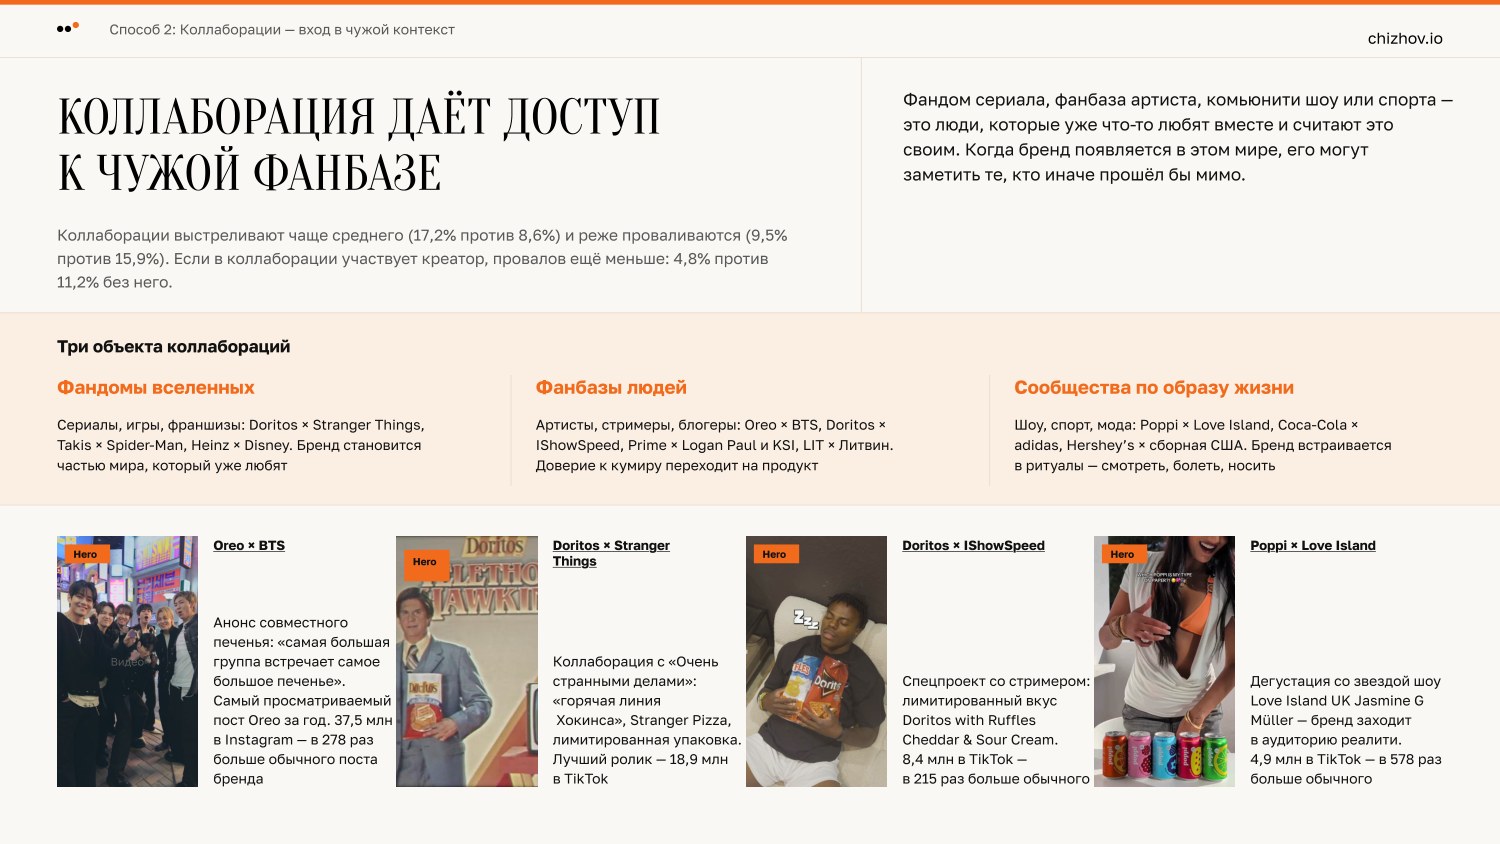 Способ 2: Коллаборации — вход в чужой контекст
chizhov.io
КОЛЛАБОРАЦИЯ ДАЁТ ДОСТУП
К ЧУЖОЙ ФАНБАЗЕ
Коллаборации выстреливают чаще среднего (17,2% против 8,6%) и реже проваливаются (9,5%
против 15,9%). Если в коллаборации участвует креатор, провалов ещё меньше: 4,8% против
11,2% без него.
Фандом сериала, фанбаза артиста, комьюнити шоу или спорта —
это люди, которые уже что-то любят вместе и считают это
своим. Когда бренд появляется в этом мире, его могут
заметить те, кто иначе прошёл бы мимо.
Три объекта коллабораций
Фандомы вселенных
Сериалы, игры, франшизы: Doritos × Stranger Things,
Takis × Spider-Man, Heinz × Disney. Бренд становится
частью мира, который уже любят
Фанбазы людей
Артисты, стримеры, блогеры: Oreo × BTS, Doritos ×
IShowSpeed, Prime × Logan Paul и KSI, LIT × Литвин.
Доверие к кумиру переходит на продукт
Сообщества по образу жизни
Шоу, спорт, мода: Poppi × Love Island, Coca-Cola ×
adidas, Hershey’s × сборная США. Бренд встраивается
в ритуалы — смотреть, болеть, носить
Hero
Видео
Oreo × BTS
Анонс совместного
печенья: «самая большая
группа встречает самое
большое печенье».
Самый просматриваемый
пост Oreo за год. 37,5 млн
в Instagram — в 278 раз
больше обычного поста
бренда
Doritos
Hero
Doritos
Doritos × Stranger
Things
Коллаборация с «Очень
странными делами»:
«горячая линия
Хокинса», Stranger Pizza,
лимитированная упаковка.
Лучший ролик — 18,9 млн
в TikTok
Hero
Zzz
Doritos × IShowSpeed
Спецпроект со стримером:
лимитированный вкус
Doritos with Ruffles
Cheddar & Sour Cream.
8,4 млн в TikTok —
в 215 раз больше обычного
Hero
Poppi × Love Island
Дегустация со звездой шоу
Love Island UK Jasmine G
Müller — бренд заходит
в аудиторию реалити.
4,9 млн в TikTok — в 578 раз
больше обычного